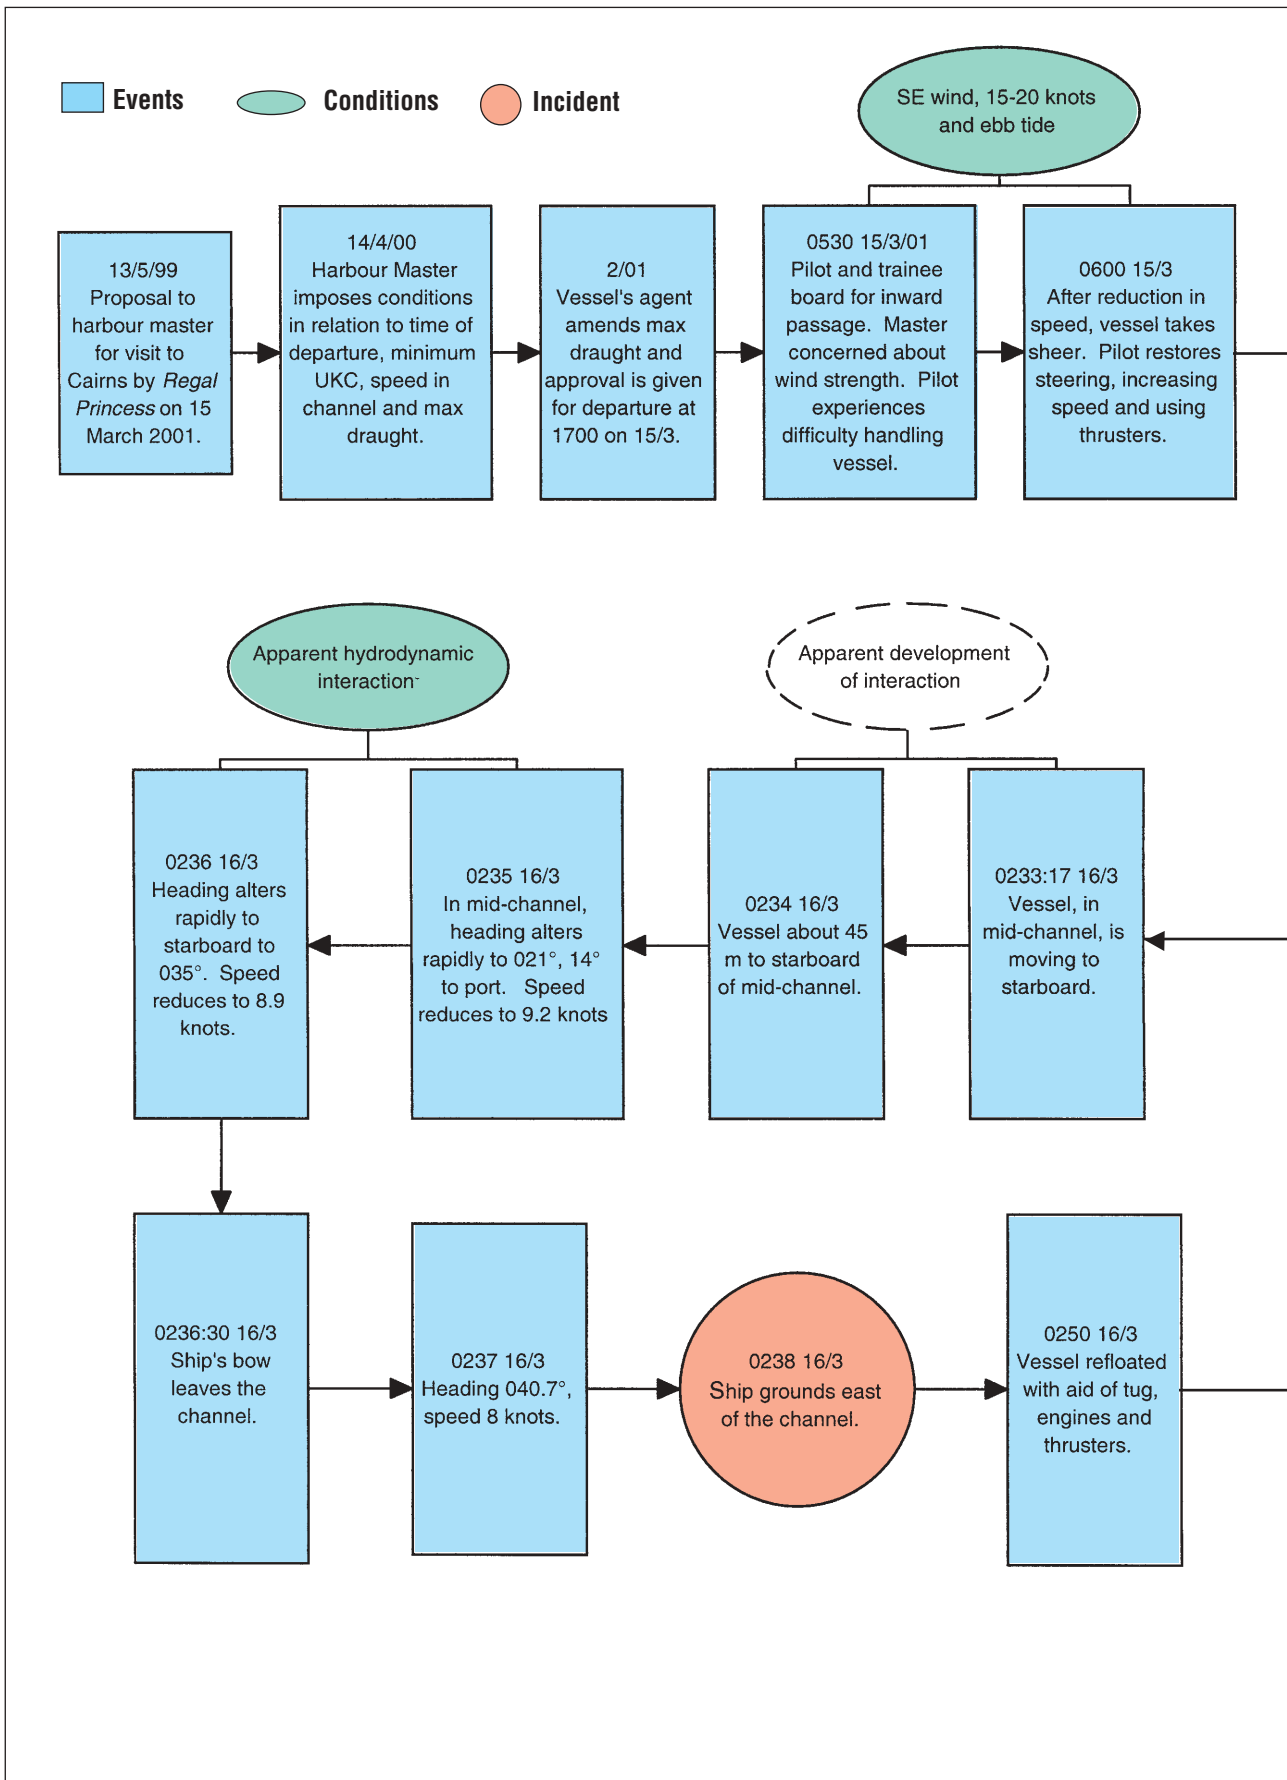 Events
Conditions
Incident
SE wind, 15-20 knots
and ebb tide
13/5/99
Proposal to
harbour master
for visit to
Cairns by Regal
Princess on 15
March 2001.
14/4/00
Harbour Master
imposes conditions
in relation to time of
departure, minimum
UKC, speed in
channel and max
draught.
2/01
Vessel's agent
amends max
draught and
approval is given
for departure at
1700 on 15/3.
0530 15/3/01
Pilot and trainee
board for inward
passage. Master
concerned about
wind strength. Pilot
experiences
difficulty handling
vessel.
0600 15/3
After reduction in
speed, vessel takes
sheer. Pilot restores
steering, increasing
speed and using
thrusters.
Apparent hydrodynamic
interaction-
Apparent development
of interaction
0236 16/3
Heading alters
rapidly to
starboard to
035°. Speed
reduces to 8.9
knots.
0235 16/3
In mid-channel,
heading alters
rapidly to 021°, 14°
to port. Speed
reduces to 9.2 knots
0234 16/3
Vessel about 45
m to starboard
of mid-channel.
0233:17 16/3
Vessel, in
mid-channel, is
moving to
starboard.
0236:30 16/3
Ship's bow
leaves the
channel.
0237 16/3
Heading 040.7°,
speed 8 knots.
0238 16/3
Ship grounds east
of the channel.
0250 16/3
Vessel refloated
with aid of tug,
engines and
thrusters.